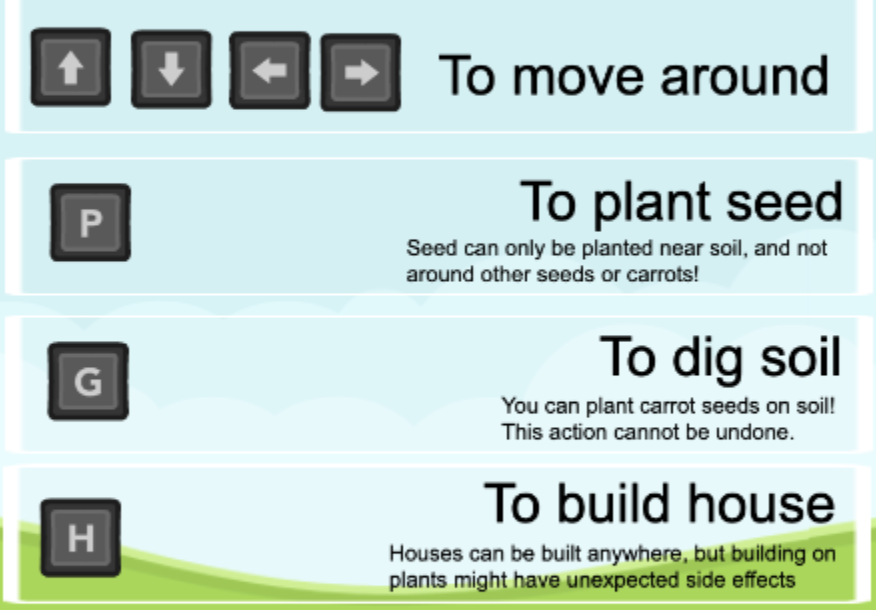 To move around
P
To plant seed
Seed can only be planted near soil, and not
around other seeds or carrots!
G
To dig soil
You can plant carrot seeds on soil!
This action cannot be undone.
H
To build house
Houses can be built anywhere, but building on
plants might have unexpected side effects